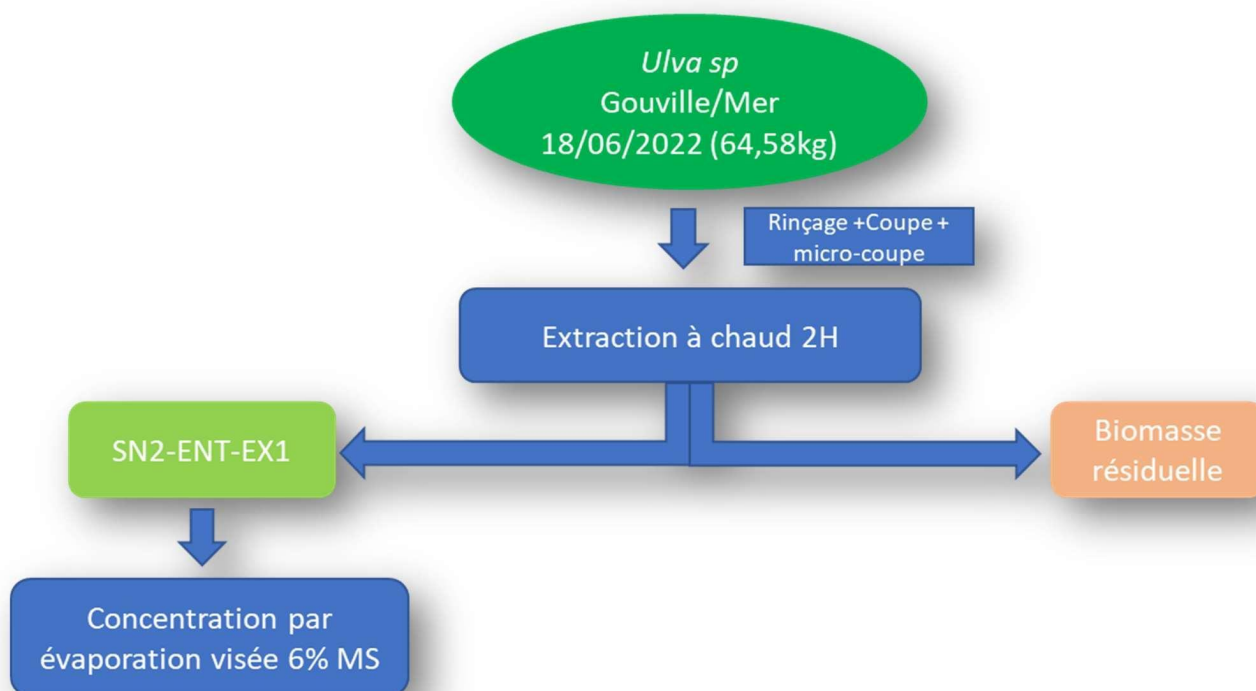 Ulva sp
Gouville/Mer
18/06/2022 (64,58kg)
Rinçage +Coupe +
micro-coupe
Extraction à chaud 2H
SN2-ENT-EX1
Biomasse
résiduelle
Concentration par
évaporation visée 6% MS